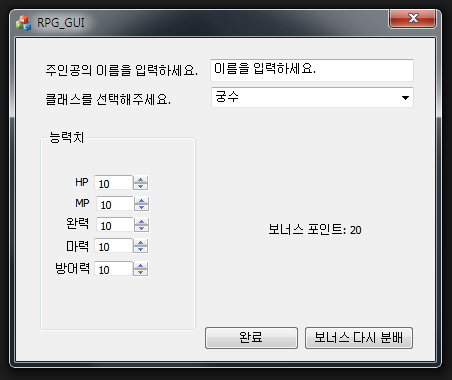 RPG_GUI
주인공의 이름을 입력하세요. 이름을 입력하세요.
클래스를 선택해주세요. 궁수
능력치
HP 10
MP 10
완력 10
마력 10
방어력 10
보너스 포인트: 20
완료 보너스 다시 분배